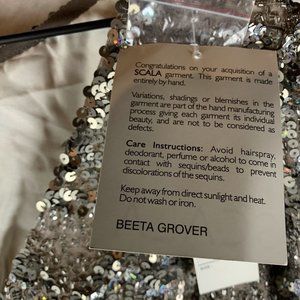 Congratulations on your acquisition of a
SCALA garment. This garment is made
entirely by hand.
Variations, shadings or blemishes in the
garment are part of the hand manufacturing
process giving each garment its individual
beauty, and are not to be considered as
defects.
Care Instructions: Avoid hairspray,
deodorant, perfume or alcohol to come in
contact with sequins/beads to prevent
discolorations of the sequins.
Keep away from direct sunlight and heat.
Do not wash or iron.
BEETA GROVER